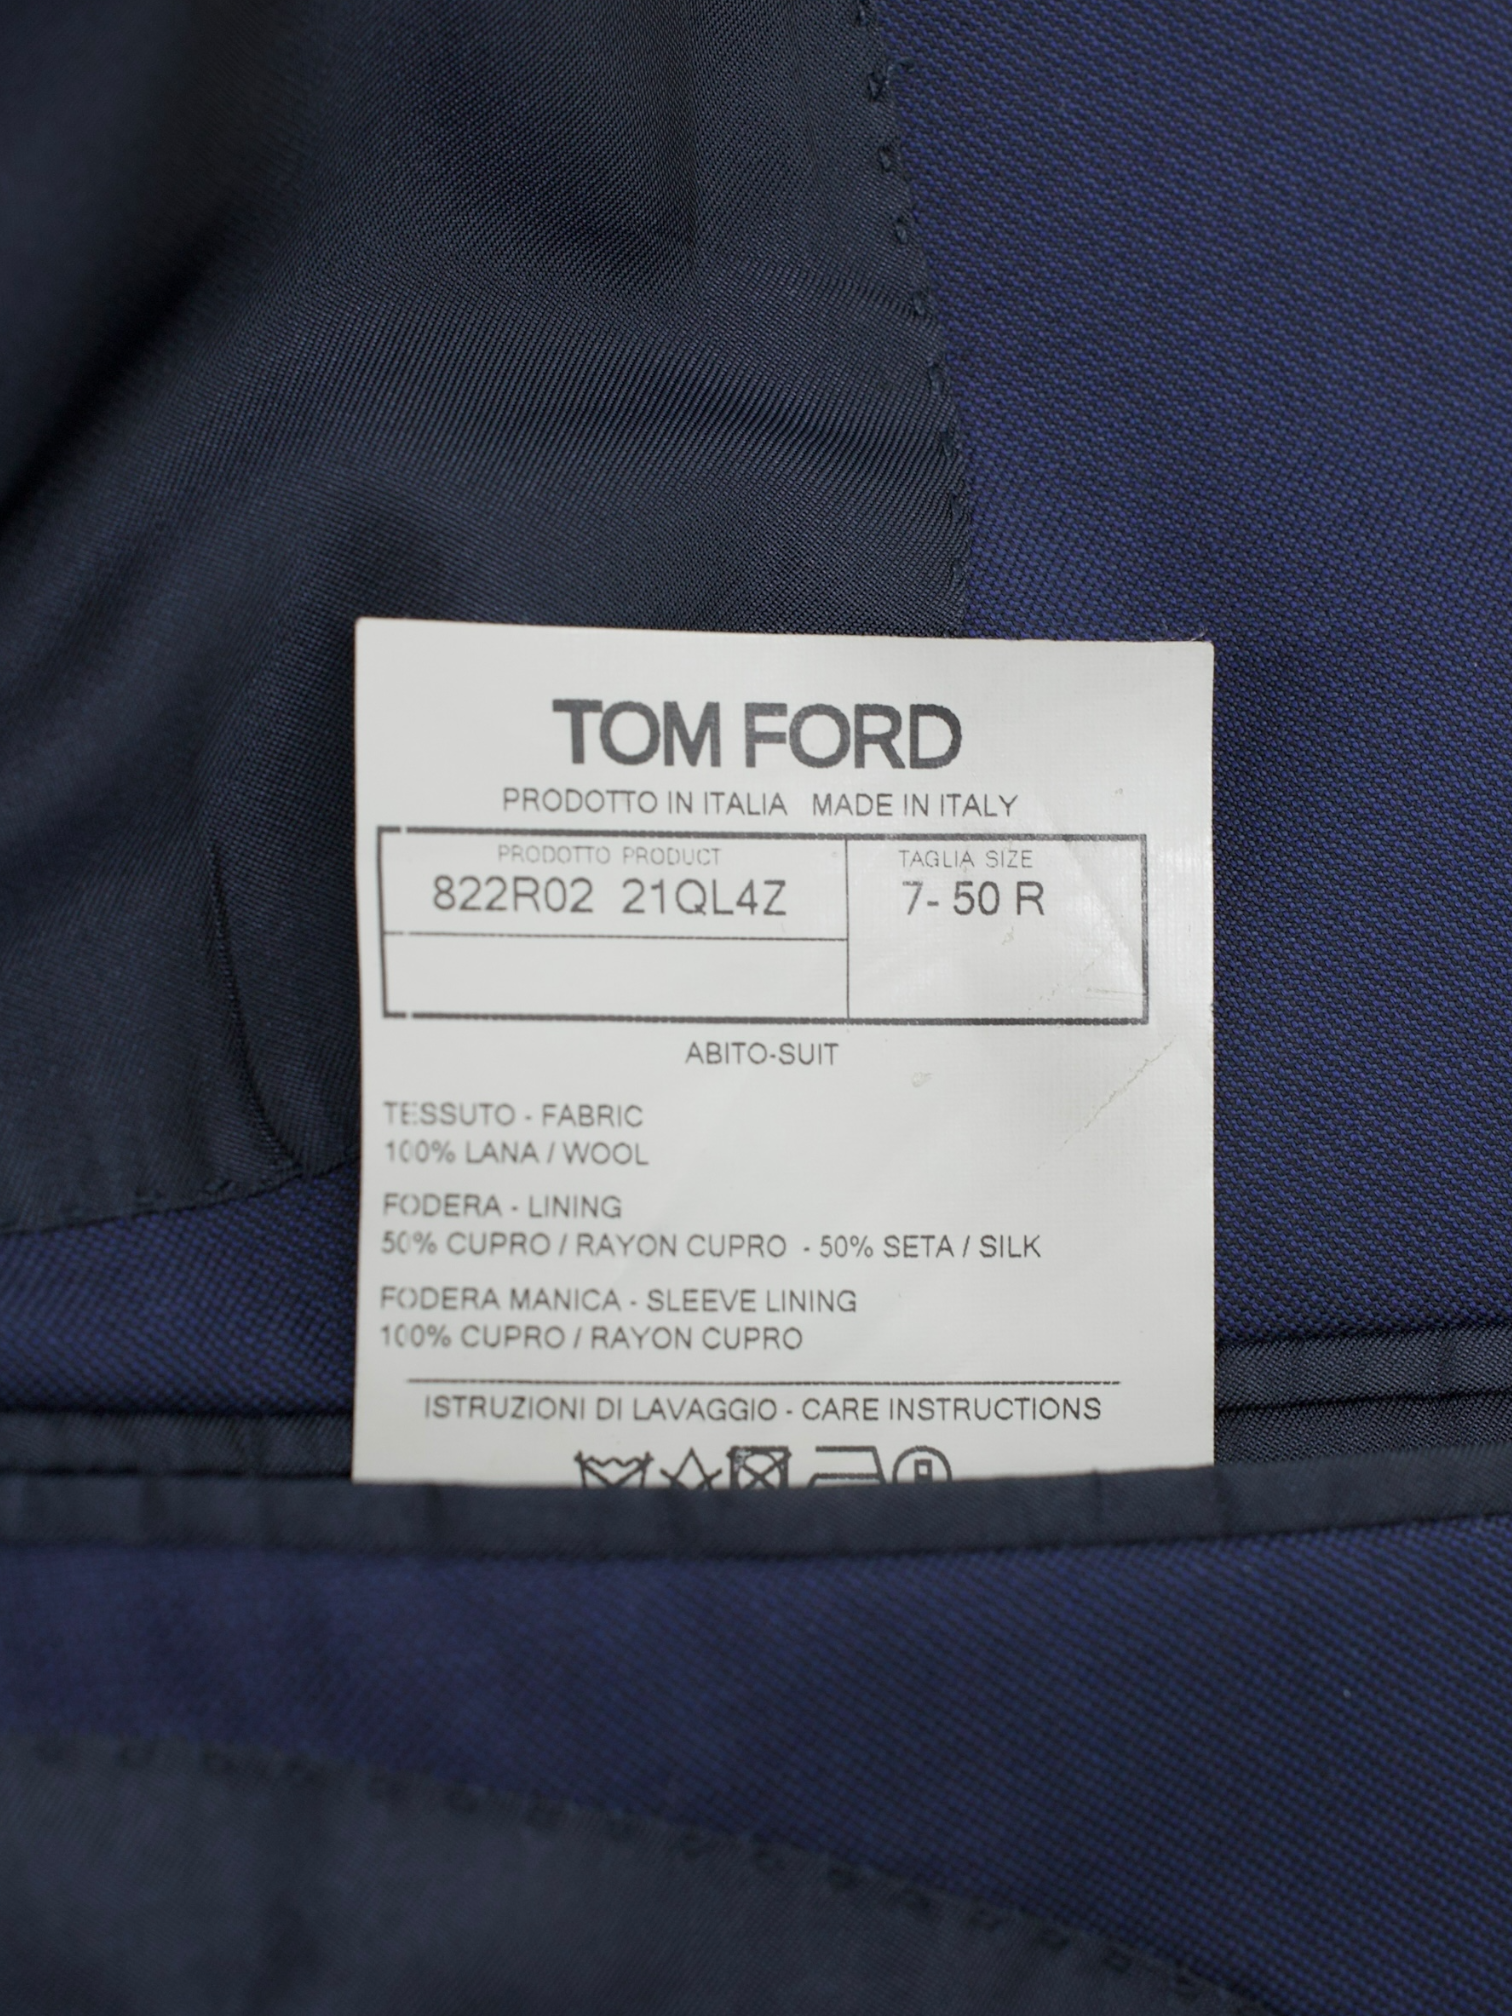 TOM FORD
PRODOTTO IN ITALIA MADE IN ITALY
PRODOTTO PRODUCT
822R02 21QL4Z
TAGLIA SIZE
7- 50 R
ABITO-SUIT
TESSUTO - FABRIC
100% LANA / WOOL
FODERA - LINING
50% CUPRO / RAYON CUPRO - 50% SETA / SILK
FODERA MANICA - SLEEVE LINING
100% CUPRO / RAYON CUPRO
ISTRUZIONI DI LAVAGGIO - CARE INSTRUCTIONS